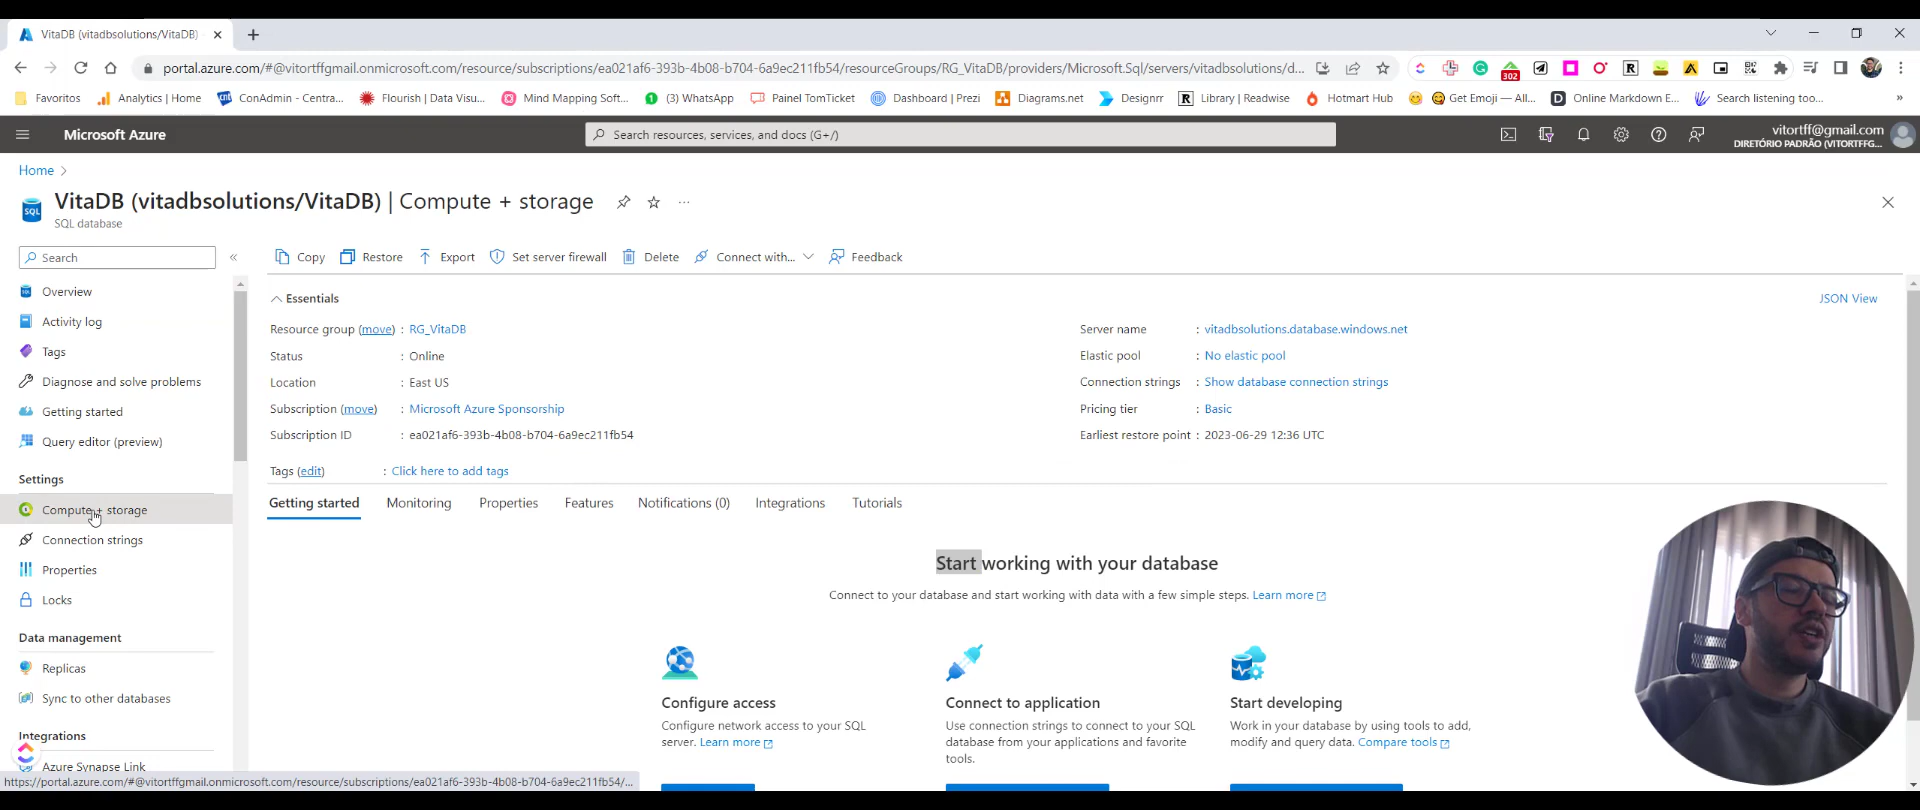 VitaDB (vitadbsolutions/VitaDB)
portal.azure.com/#@vitortffgmail.onmicrosoft.com/resource/subscriptions/ea021af6-393b-4b08-b704-6a9ec211fb54/resourceGroups/RG_VitaDB/providers/Microsoft.Sql/servers/vitadbsolutions/d...
302
Favoritos
Analytics | Home
ConAdmin - Centra...
Flourish | Data Visu...
Mind Mapping Soft...
(3) WhatsApp
Painel TomTicket
Dashboard | Prezi
Diagrams.net
Designrr
Library | Readwise
Hotmart Hub
Get Emoji — All...
Online Markdown E...
Search listening too...
»
Microsoft Azure
Search resources, services, and docs (G+/)
vitortff@gmail.com
DIRETÓRIO PADRÃO (VITORTFFG...
Home >
VitaDB (vitadbsolutions/VitaDB) | Compute + storage
SQL
SQL database
Search
«
Copy
Restore
Export
Set server firewall
Delete
Connect with...
Feedback
Overview
Activity log
Tags
Diagnose and solve problems
Getting started
Query editor (preview)
Settings
Compute + storage
Connection strings
Properties
Locks
Data management
Replicas
Sync to other databases
Integrations
Azure Synapse Link
Essentials
JSON View
Resource group (move) : RG_VitaDB
Status : Online
Location : East US
Subscription (move) : Microsoft Azure Sponsorship
Subscription ID : ea021af6-393b-4b08-b704-6a9ec211fb54
Tags (edit) : Click here to add tags
Server name : vitadbsolutions.database.windows.net
Elastic pool : No elastic pool
Connection strings : Show database connection strings
Pricing tier : Basic
Earliest restore point : 2023-06-29 12:36 UTC
Getting started
Monitoring
Properties
Features
Notifications (0)
Integrations
Tutorials
Start working with your database
Connect to your database and start working with data with a few simple steps. Learn more
Configure access
Configure network access to your SQL
server. Learn more
Connect to application
Use connection strings to connect to your SQL
database from your applications and favorite
tools.
Start developing
Work in your database by using tools to add,
modify and query data. Compare tools
https://portal.azure.com/#@vitortffgmail.onmicrosoft.com/resource/subscriptions/ea021af6-393b-4b08-b704-6a9ec211fb54/...